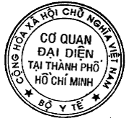 CỘNG HÒA XÃ HỘI CHỦ NGHĨA VIỆT NAM
CƠ QUAN
ĐẠI DIỆN
TẠI THÀNH PHỐ
HỒ CHÍ MINH
★ BỘ Y TẾ ★